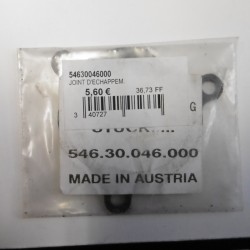 54630046000
JOINT D'ECHAPPEM.
5,60 € 36,73 FF
3 40727
G
546.30.046.000
MADE IN AUSTRIA